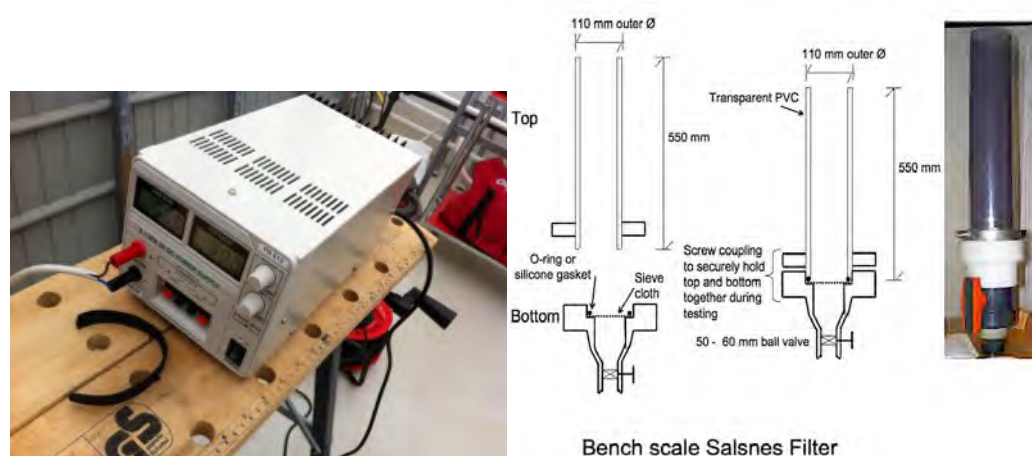 110 mm outer Ø
Top
550 mm
O-ring or
silicone gasket
Sieve
cloth
Bottom
110 mm outer Ø
Transparent PVC
550 mm
Screw coupling
to securely hold
top and bottom
together during
testing
50 - 60 mm ball valve
Bench scale Salsnes Filter